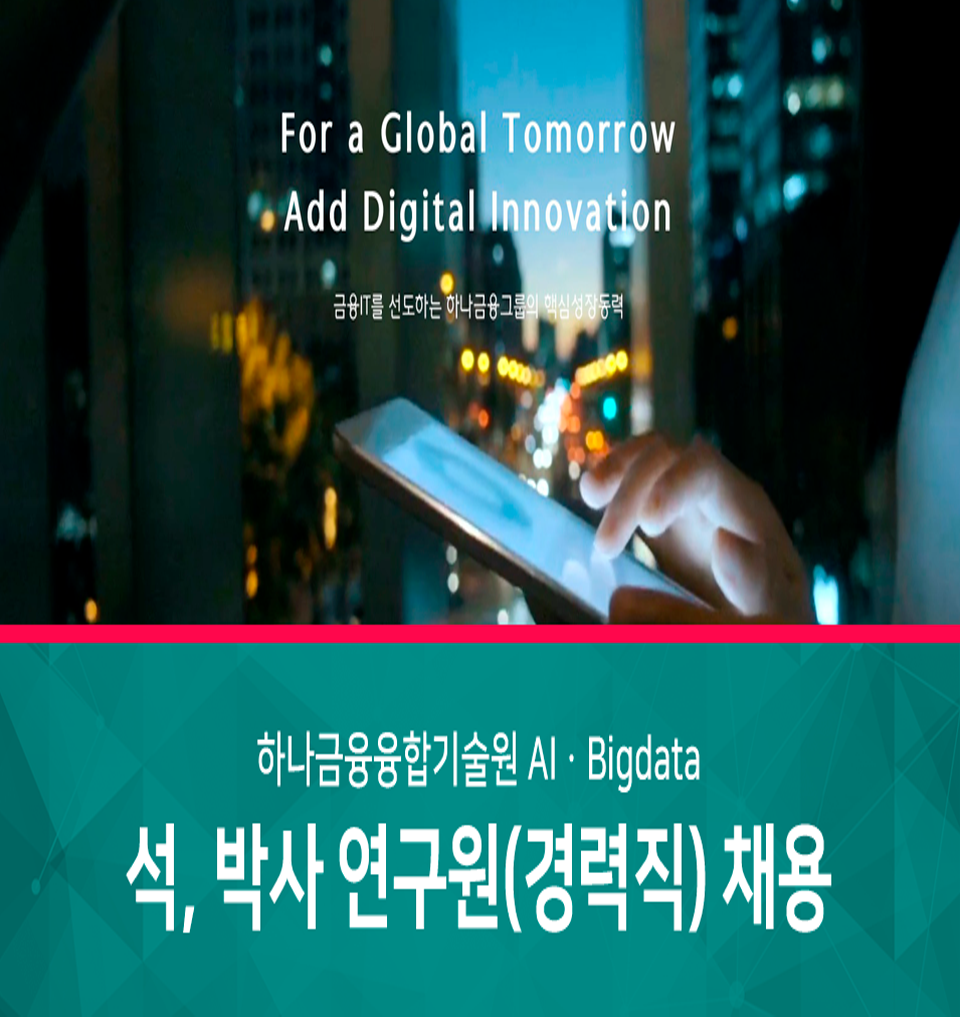 For a Global Tomorrow
Add Digital Innovation
금융IT를 선도하는 하나금융그룹의 핵심성장동력
하나금융융합기술원 AI · Bigdata
석, 박사 연구원(경력직) 채용